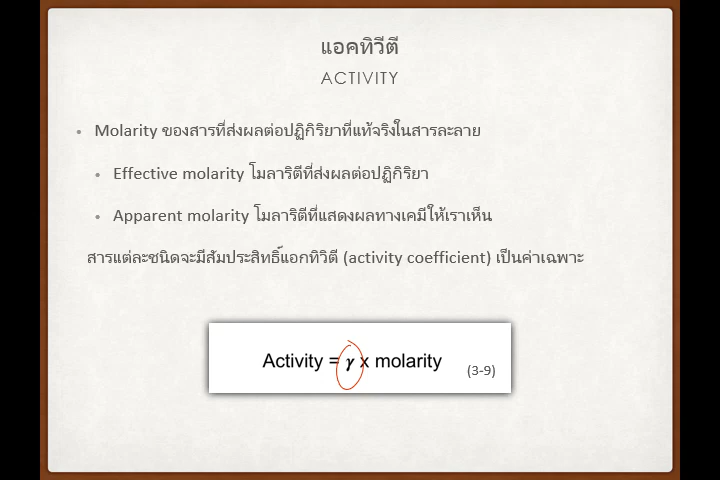 แอคทิวีตี
ACTIVITY
• Molarity ของสารที่ส่งผลต่อปฏิกิริยาที่แท้จริงในสารละลาย
• Effective molarity โมลาริตีที่ส่งผลต่อปฏิกิริยา
• Apparent molarity โมลาริตีที่แสดงผลทางเคมีให้เราเห็น
สารแต่ละชนิดจะมีสัมประสิทธิ์แอกทิวิตี (activity coefficient) เป็นค่าเฉพาะ
Activity = γ x molarity (3-9)